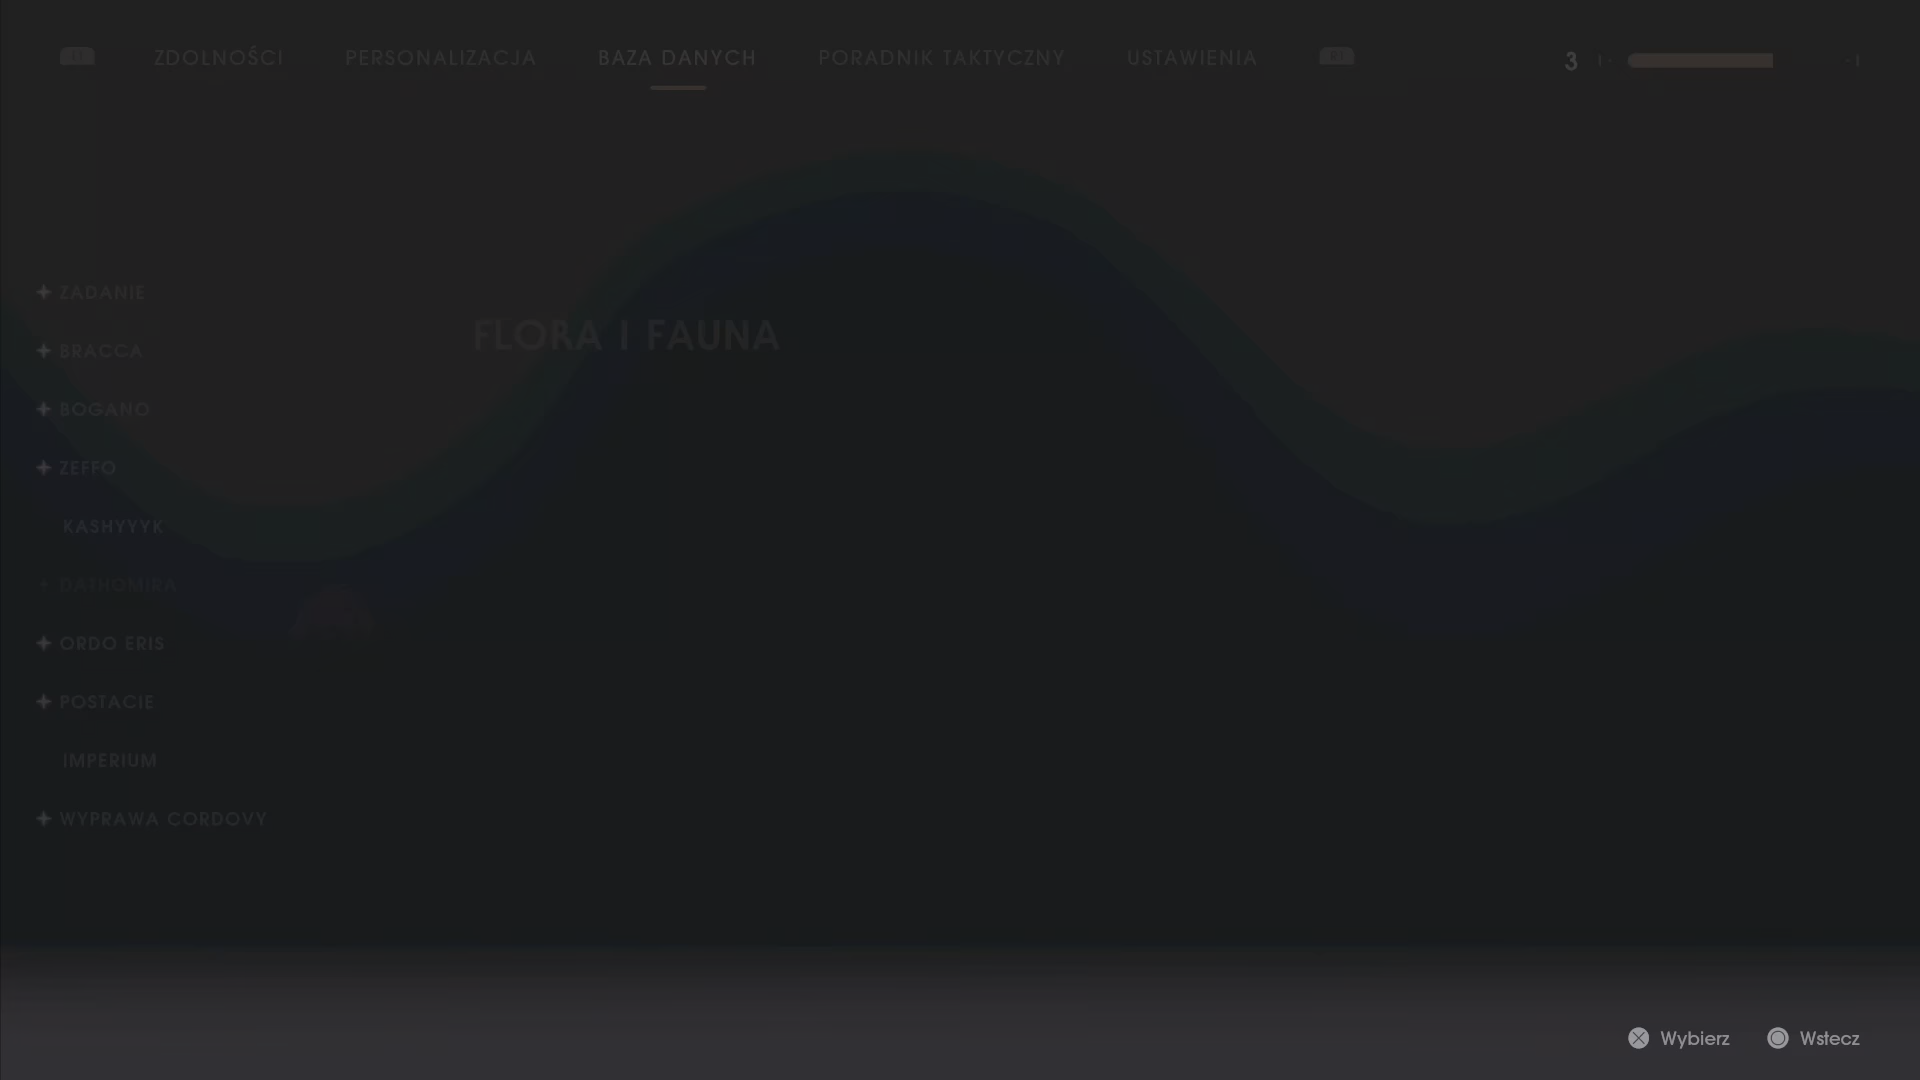 ZDOLNOŚCI PERSONALIZACJA BAZA DANYCH PORADNIK TAKTYCZNY USTAWIENIA 3
ZADANIE
FLORA I FAUNA
BRACCA
BOGANO
ZEFFO
KASHYYYK
DATHOMIRA
ORDO ERIS
POSTACIE
IMPERIUM
WYPRAWA CORDOVY
Wybierz Wstecz